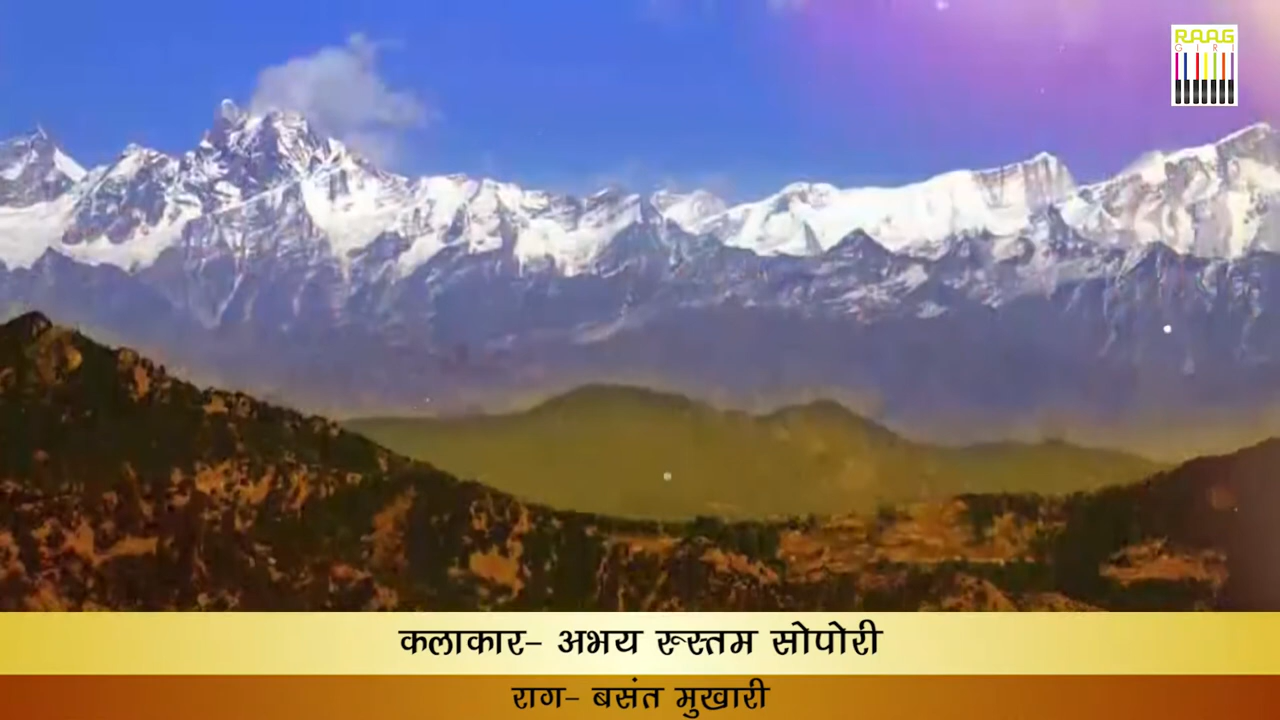 RAAG
GIRI
कलाकार- अभय रूस्तम सोपोरी
राग- बसंत मुखारी